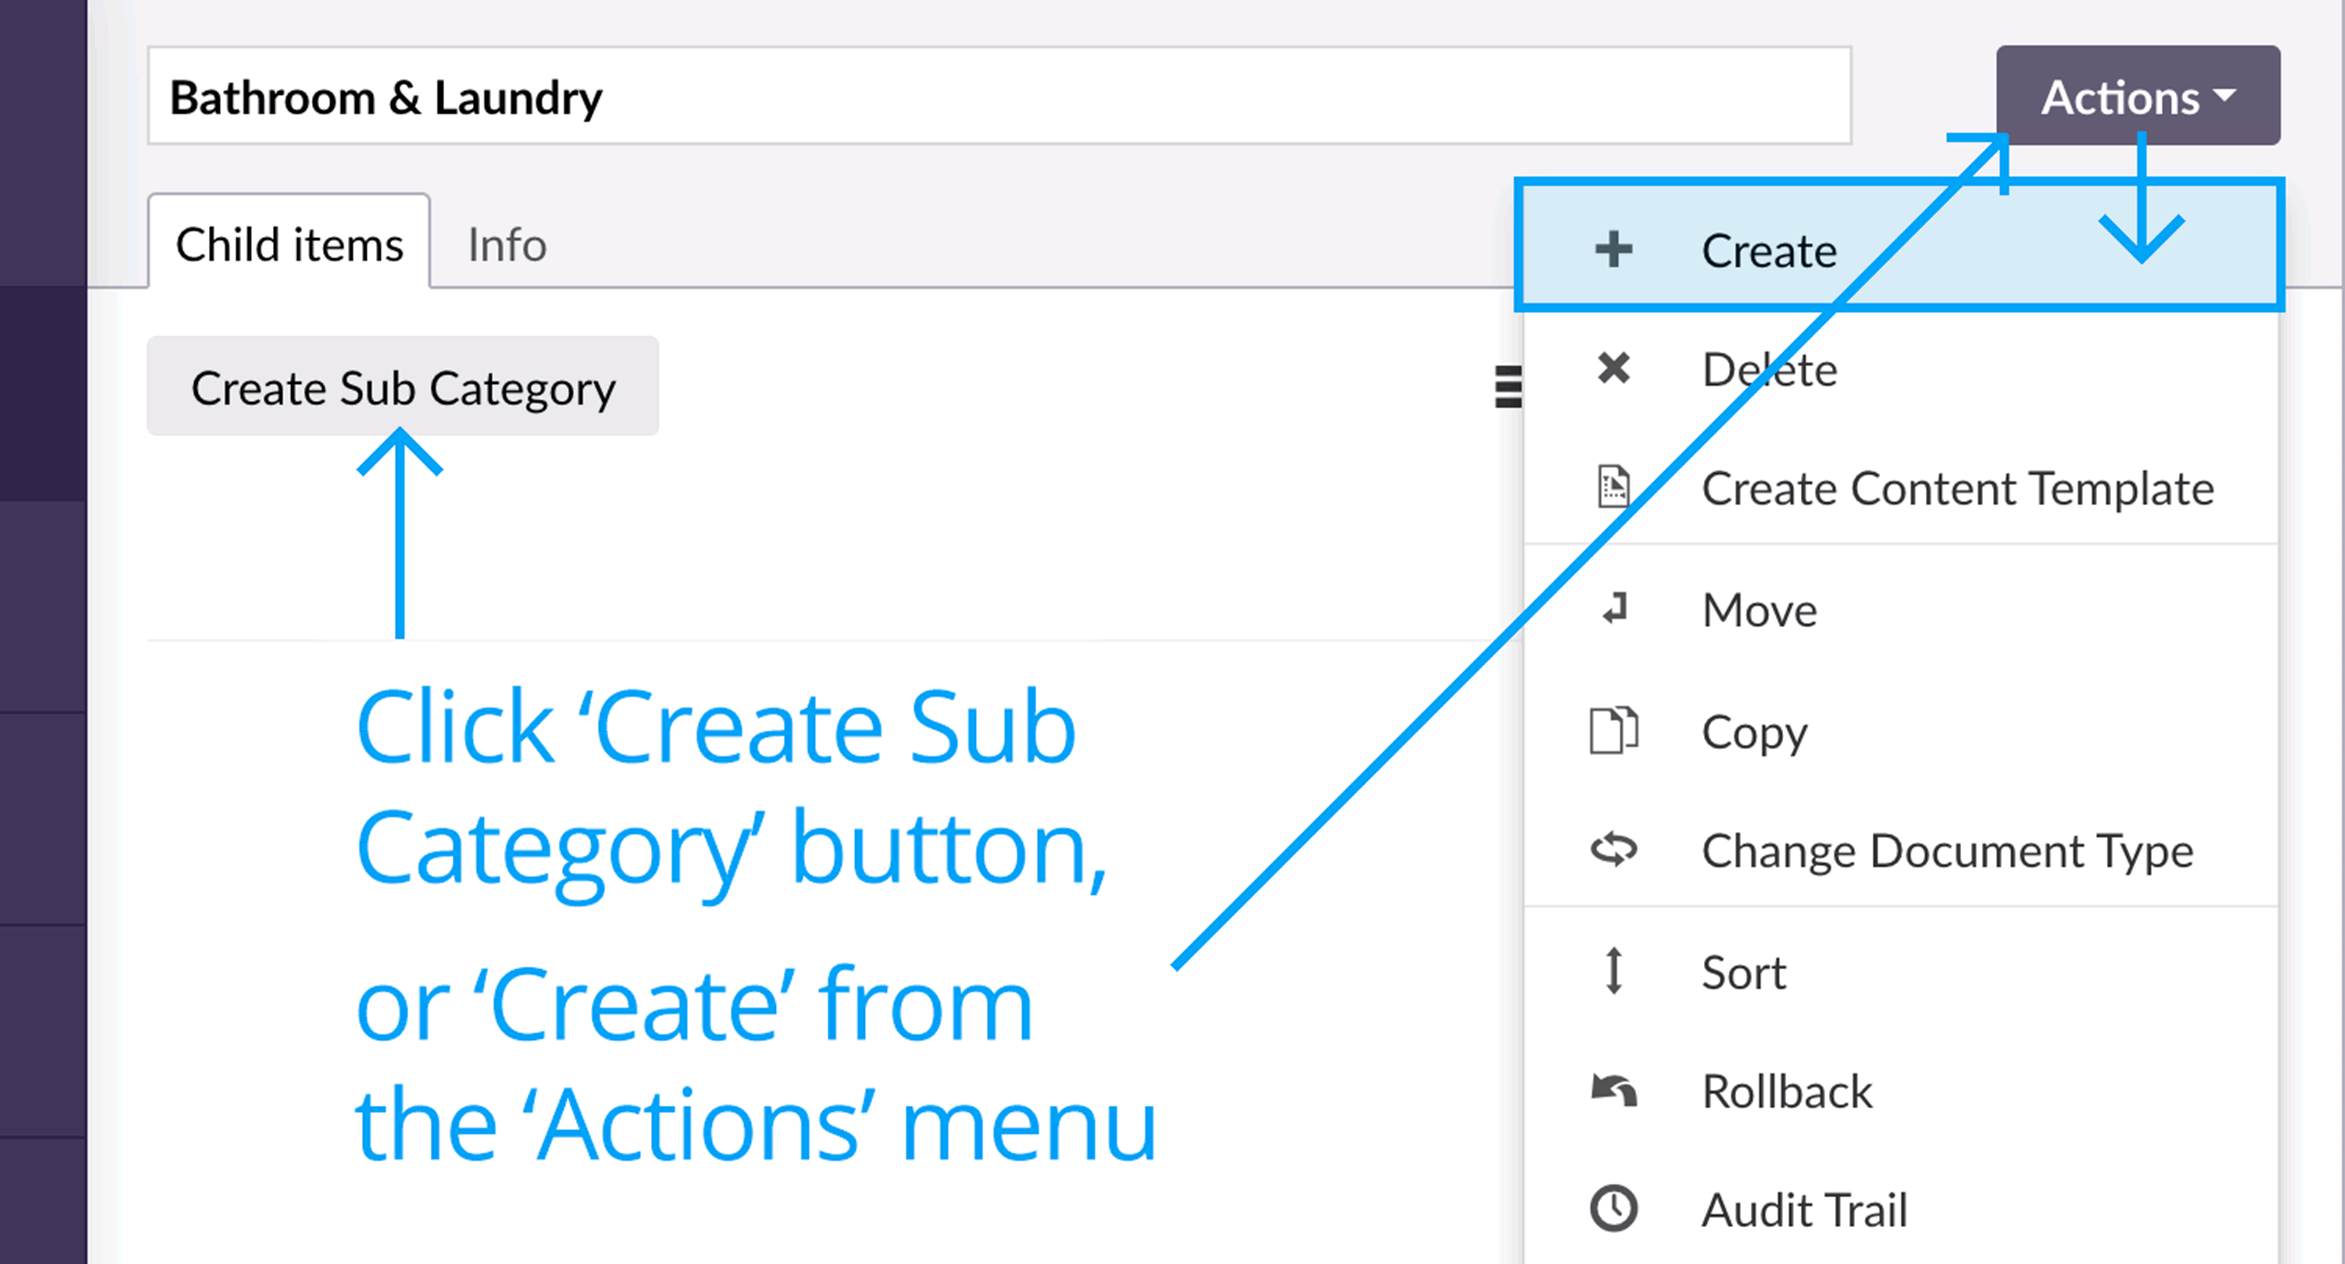 Bathroom & Laundry
Actions
Child items
Info
Create Sub Category
Create
Delete
Create Content Template
Move
Copy
Change Document Type
Sort
Rollback
Audit Trail
Click ‘Create Sub
Category’ button,
or ‘Create’ from
the ‘Actions’ menu